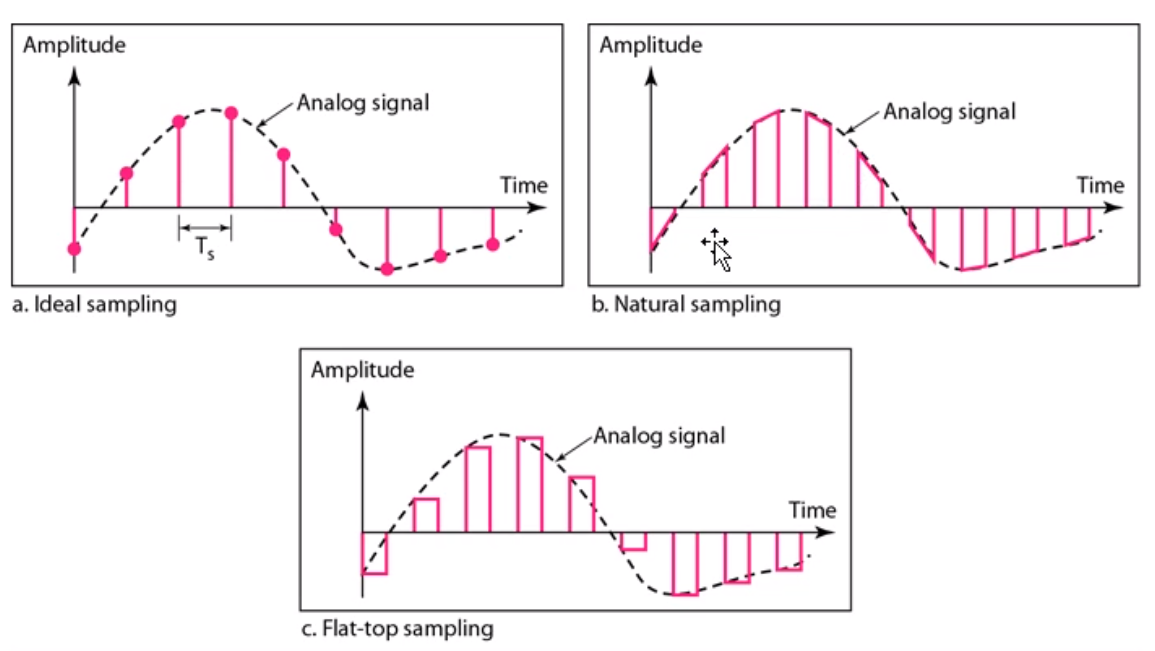 Amplitude
Analog signal
Time
Ts
a. Ideal sampling
Amplitude
Analog signal
Time
b. Natural sampling
Amplitude
Analog signal
Time
c. Flat-top sampling